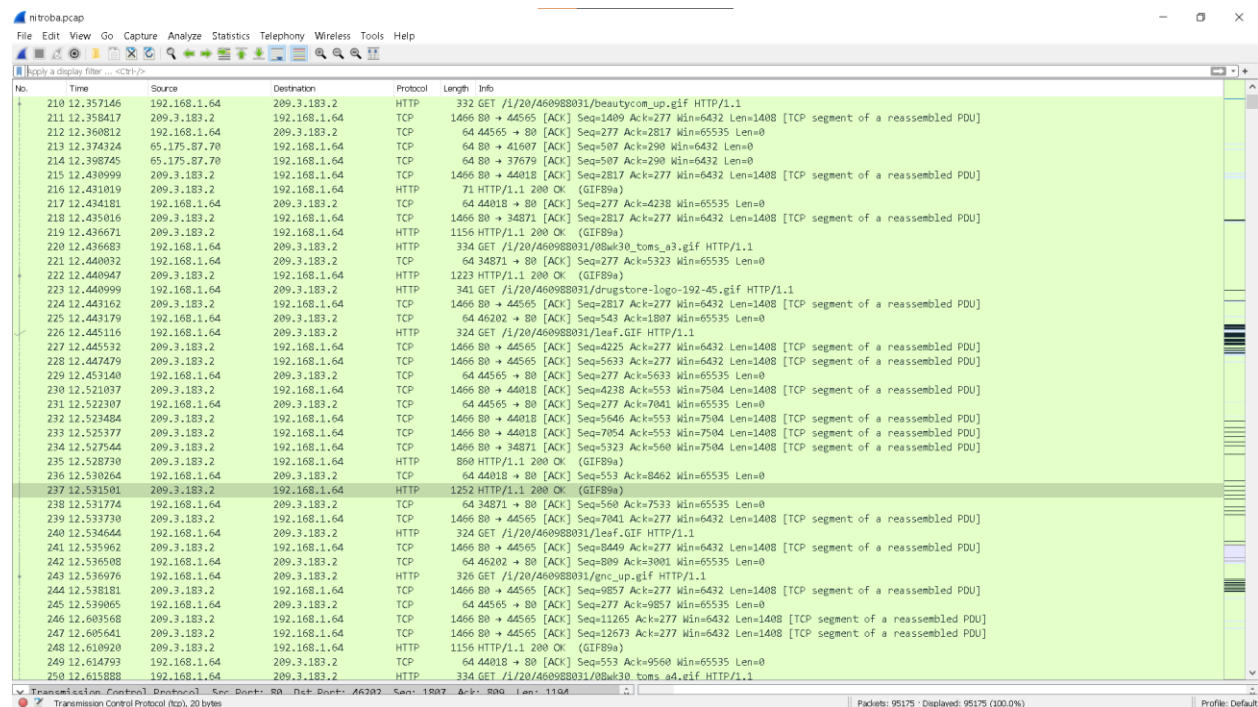 nitroba.pcap
File Edit View Go Capture Analyze Statistics Telephony Wireless Tools Help
Apply a display filter ... <Ctrl-/>
No. Time Source Destination Protocol Length Info
210 12.357146 192.168.1.64 209.3.183.2 HTTP 332 GET /i/20/460988031/beautycom_up.gif HTTP/1.1
211 12.358417 209.3.183.2 192.168.1.64 TCP 1466 80 → 44565 [ACK] Seq=1409 Ack=277 Win=6432 Len=1408 [TCP segment of a reassembled PDU]
212 12.360812 192.168.1.64 209.3.183.2 TCP 64 44565 → 80 [ACK] Seq=277 Ack=2817 Win=65535 Len=0
213 12.374324 65.175.87.70 192.168.1.64 TCP 64 80 → 41607 [ACK] Seq=507 Ack=290 Win=6432 Len=0
214 12.398745 65.175.87.70 192.168.1.64 TCP 64 80 → 37679 [ACK] Seq=507 Ack=290 Win=6432 Len=0
215 12.430999 209.3.183.2 192.168.1.64 TCP 1466 80 → 44018 [ACK] Seq=2817 Ack=277 Win=6432 Len=1408 [TCP segment of a reassembled PDU]
216 12.431019 209.3.183.2 192.168.1.64 HTTP 71 HTTP/1.1 200 OK (GIF89a)
217 12.434181 192.168.1.64 209.3.183.2 TCP 64 44018 → 80 [ACK] Seq=277 Ack=4238 Win=65535 Len=0
218 12.435016 209.3.183.2 192.168.1.64 TCP 1466 80 → 34871 [ACK] Seq=2817 Ack=277 Win=6432 Len=1408 [TCP segment of a reassembled PDU]
219 12.436671 209.3.183.2 192.168.1.64 HTTP 1156 HTTP/1.1 200 OK (GIF89a)
220 12.436683 192.168.1.64 209.3.183.2 HTTP 334 GET /i/20/460988031/08wk30_toms_a3.gif HTTP/1.1
221 12.440032 192.168.1.64 209.3.183.2 TCP 64 34871 → 80 [ACK] Seq=277 Ack=5323 Win=65535 Len=0
222 12.440947 209.3.183.2 192.168.1.64 HTTP 1223 HTTP/1.1 200 OK (GIF89a)
223 12.440999 192.168.1.64 209.3.183.2 HTTP 341 GET /i/20/460988031/drugstore-logo-192-45.gif HTTP/1.1
224 12.443162 209.3.183.2 192.168.1.64 TCP 1466 80 → 44565 [ACK] Seq=2817 Ack=277 Win=6432 Len=1408 [TCP segment of a reassembled PDU]
225 12.443179 192.168.1.64 209.3.183.2 TCP 64 46202 → 80 [ACK] Seq=543 Ack=1807 Win=65535 Len=0
226 12.445116 192.168.1.64 209.3.183.2 HTTP 324 GET /i/20/460988031/leaf.GIF HTTP/1.1
227 12.445532 209.3.183.2 192.168.1.64 TCP 1466 80 → 44565 [ACK] Seq=4225 Ack=277 Win=6432 Len=1408 [TCP segment of a reassembled PDU]
228 12.447479 209.3.183.2 192.168.1.64 TCP 1466 80 → 44565 [ACK] Seq=5633 Ack=277 Win=6432 Len=1408 [TCP segment of a reassembled PDU]
229 12.453140 192.168.1.64 209.3.183.2 TCP 64 44565 → 80 [ACK] Seq=277 Ack=5633 Win=65535 Len=0
230 12.521037 209.3.183.2 192.168.1.64 TCP 1466 80 → 44018 [ACK] Seq=4238 Ack=553 Win=7504 Len=1408 [TCP segment of a reassembled PDU]
231 12.522307 192.168.1.64 209.3.183.2 TCP 64 44565 → 80 [ACK] Seq=277 Ack=7041 Win=65535 Len=0
232 12.523484 209.3.183.2 192.168.1.64 TCP 1466 80 → 44018 [ACK] Seq=5646 Ack=553 Win=7504 Len=1408 [TCP segment of a reassembled PDU]
233 12.525377 209.3.183.2 192.168.1.64 TCP 1466 80 → 44018 [ACK] Seq=7054 Ack=553 Win=7504 Len=1408 [TCP segment of a reassembled PDU]
234 12.527544 209.3.183.2 192.168.1.64 TCP 1466 80 → 34871 [ACK] Seq=5323 Ack=560 Win=7504 Len=1408 [TCP segment of a reassembled PDU]
235 12.528730 209.3.183.2 192.168.1.64 HTTP 860 HTTP/1.1 200 OK (GIF89a)
236 12.530264 192.168.1.64 209.3.183.2 TCP 64 44018 → 80 [ACK] Seq=553 Ack=8462 Win=65535 Len=0
237 12.531501 209.3.183.2 192.168.1.64 HTTP 1252 HTTP/1.1 200 OK (GIF89a)
238 12.531774 192.168.1.64 209.3.183.2 TCP 64 34871 → 80 [ACK] Seq=560 Ack=7533 Win=65535 Len=0
239 12.533730 209.3.183.2 192.168.1.64 TCP 1466 80 → 44565 [ACK] Seq=7041 Ack=277 Win=6432 Len=1408 [TCP segment of a reassembled PDU]
240 12.534644 192.168.1.64 209.3.183.2 HTTP 324 GET /i/20/460988031/leaf.GIF HTTP/1.1
241 12.535962 209.3.183.2 192.168.1.64 TCP 1466 80 → 44565 [ACK] Seq=8449 Ack=277 Win=6432 Len=1408 [TCP segment of a reassembled PDU]
242 12.536508 192.168.1.64 209.3.183.2 TCP 64 46202 → 80 [ACK] Seq=809 Ack=3001 Win=65535 Len=0
243 12.536976 192.168.1.64 209.3.183.2 HTTP 326 GET /i/20/460988031/gnc_up.gif HTTP/1.1
244 12.538181 209.3.183.2 192.168.1.64 TCP 1466 80 → 44565 [ACK] Seq=9857 Ack=277 Win=6432 Len=1408 [TCP segment of a reassembled PDU]
245 12.539065 192.168.1.64 209.3.183.2 TCP 64 44565 → 80 [ACK] Seq=277 Ack=9857 Win=65535 Len=0
246 12.603568 209.3.183.2 192.168.1.64 TCP 1466 80 → 44565 [ACK] Seq=11265 Ack=277 Win=6432 Len=1408 [TCP segment of a reassembled PDU]
247 12.605641 209.3.183.2 192.168.1.64 TCP 1466 80 → 44565 [ACK] Seq=12673 Ack=277 Win=6432 Len=1408 [TCP segment of a reassembled PDU]
248 12.610920 209.3.183.2 192.168.1.64 HTTP 1156 HTTP/1.1 200 OK (GIF89a)
249 12.614793 192.168.1.64 209.3.183.2 TCP 64 44018 → 80 [ACK] Seq=553 Ack=9560 Win=65535 Len=0
250 12.615888 192.168.1.64 209.3.183.2 HTTP 334 GET /i/20/460988031/08wk30_toms_a4.gif HTTP/1.1
Transmission Control Protocol, Src Port: 80, Dst Port: 46202, Seq: 1807, Ack: 809, Len: 1194
Transmission Control Protocol (tcp), 20 bytes Packets: 95175 · Displayed: 95175 (100.0%) Profile: Default